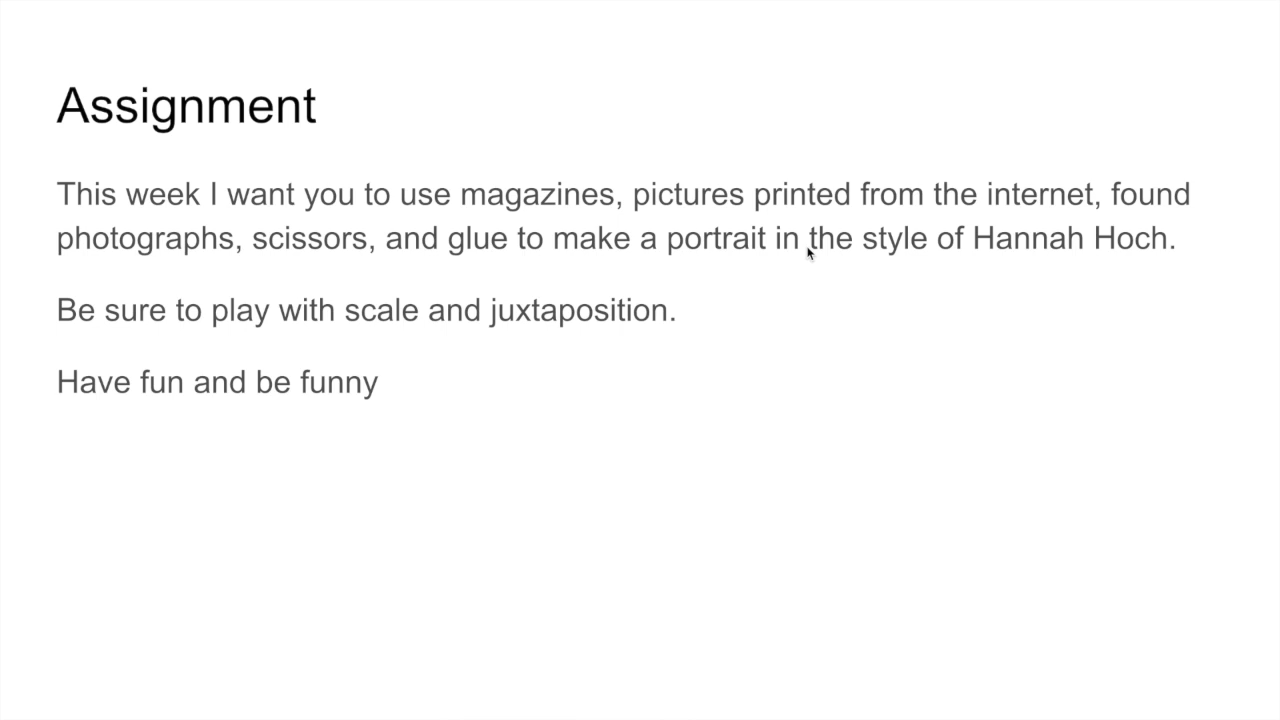 Assignment
This week I want you to use magazines, pictures printed from the internet, found
photographs, scissors, and glue to make a portrait in the style of Hannah Hoch.
Be sure to play with scale and juxtaposition.
Have fun and be funny